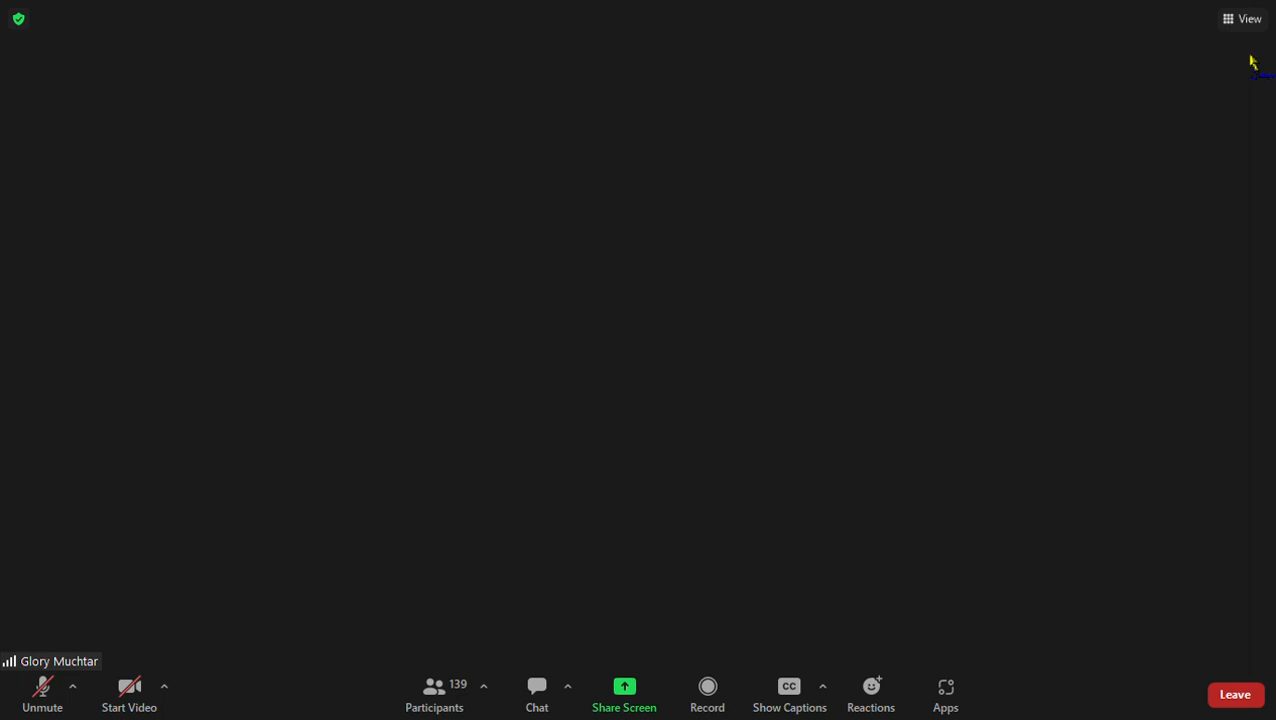 View
Glory Muchtar
139
Unmute
Start Video
Participants
Chat
Share Screen
CC
Record
Show Captions
Reactions
Apps
Leave